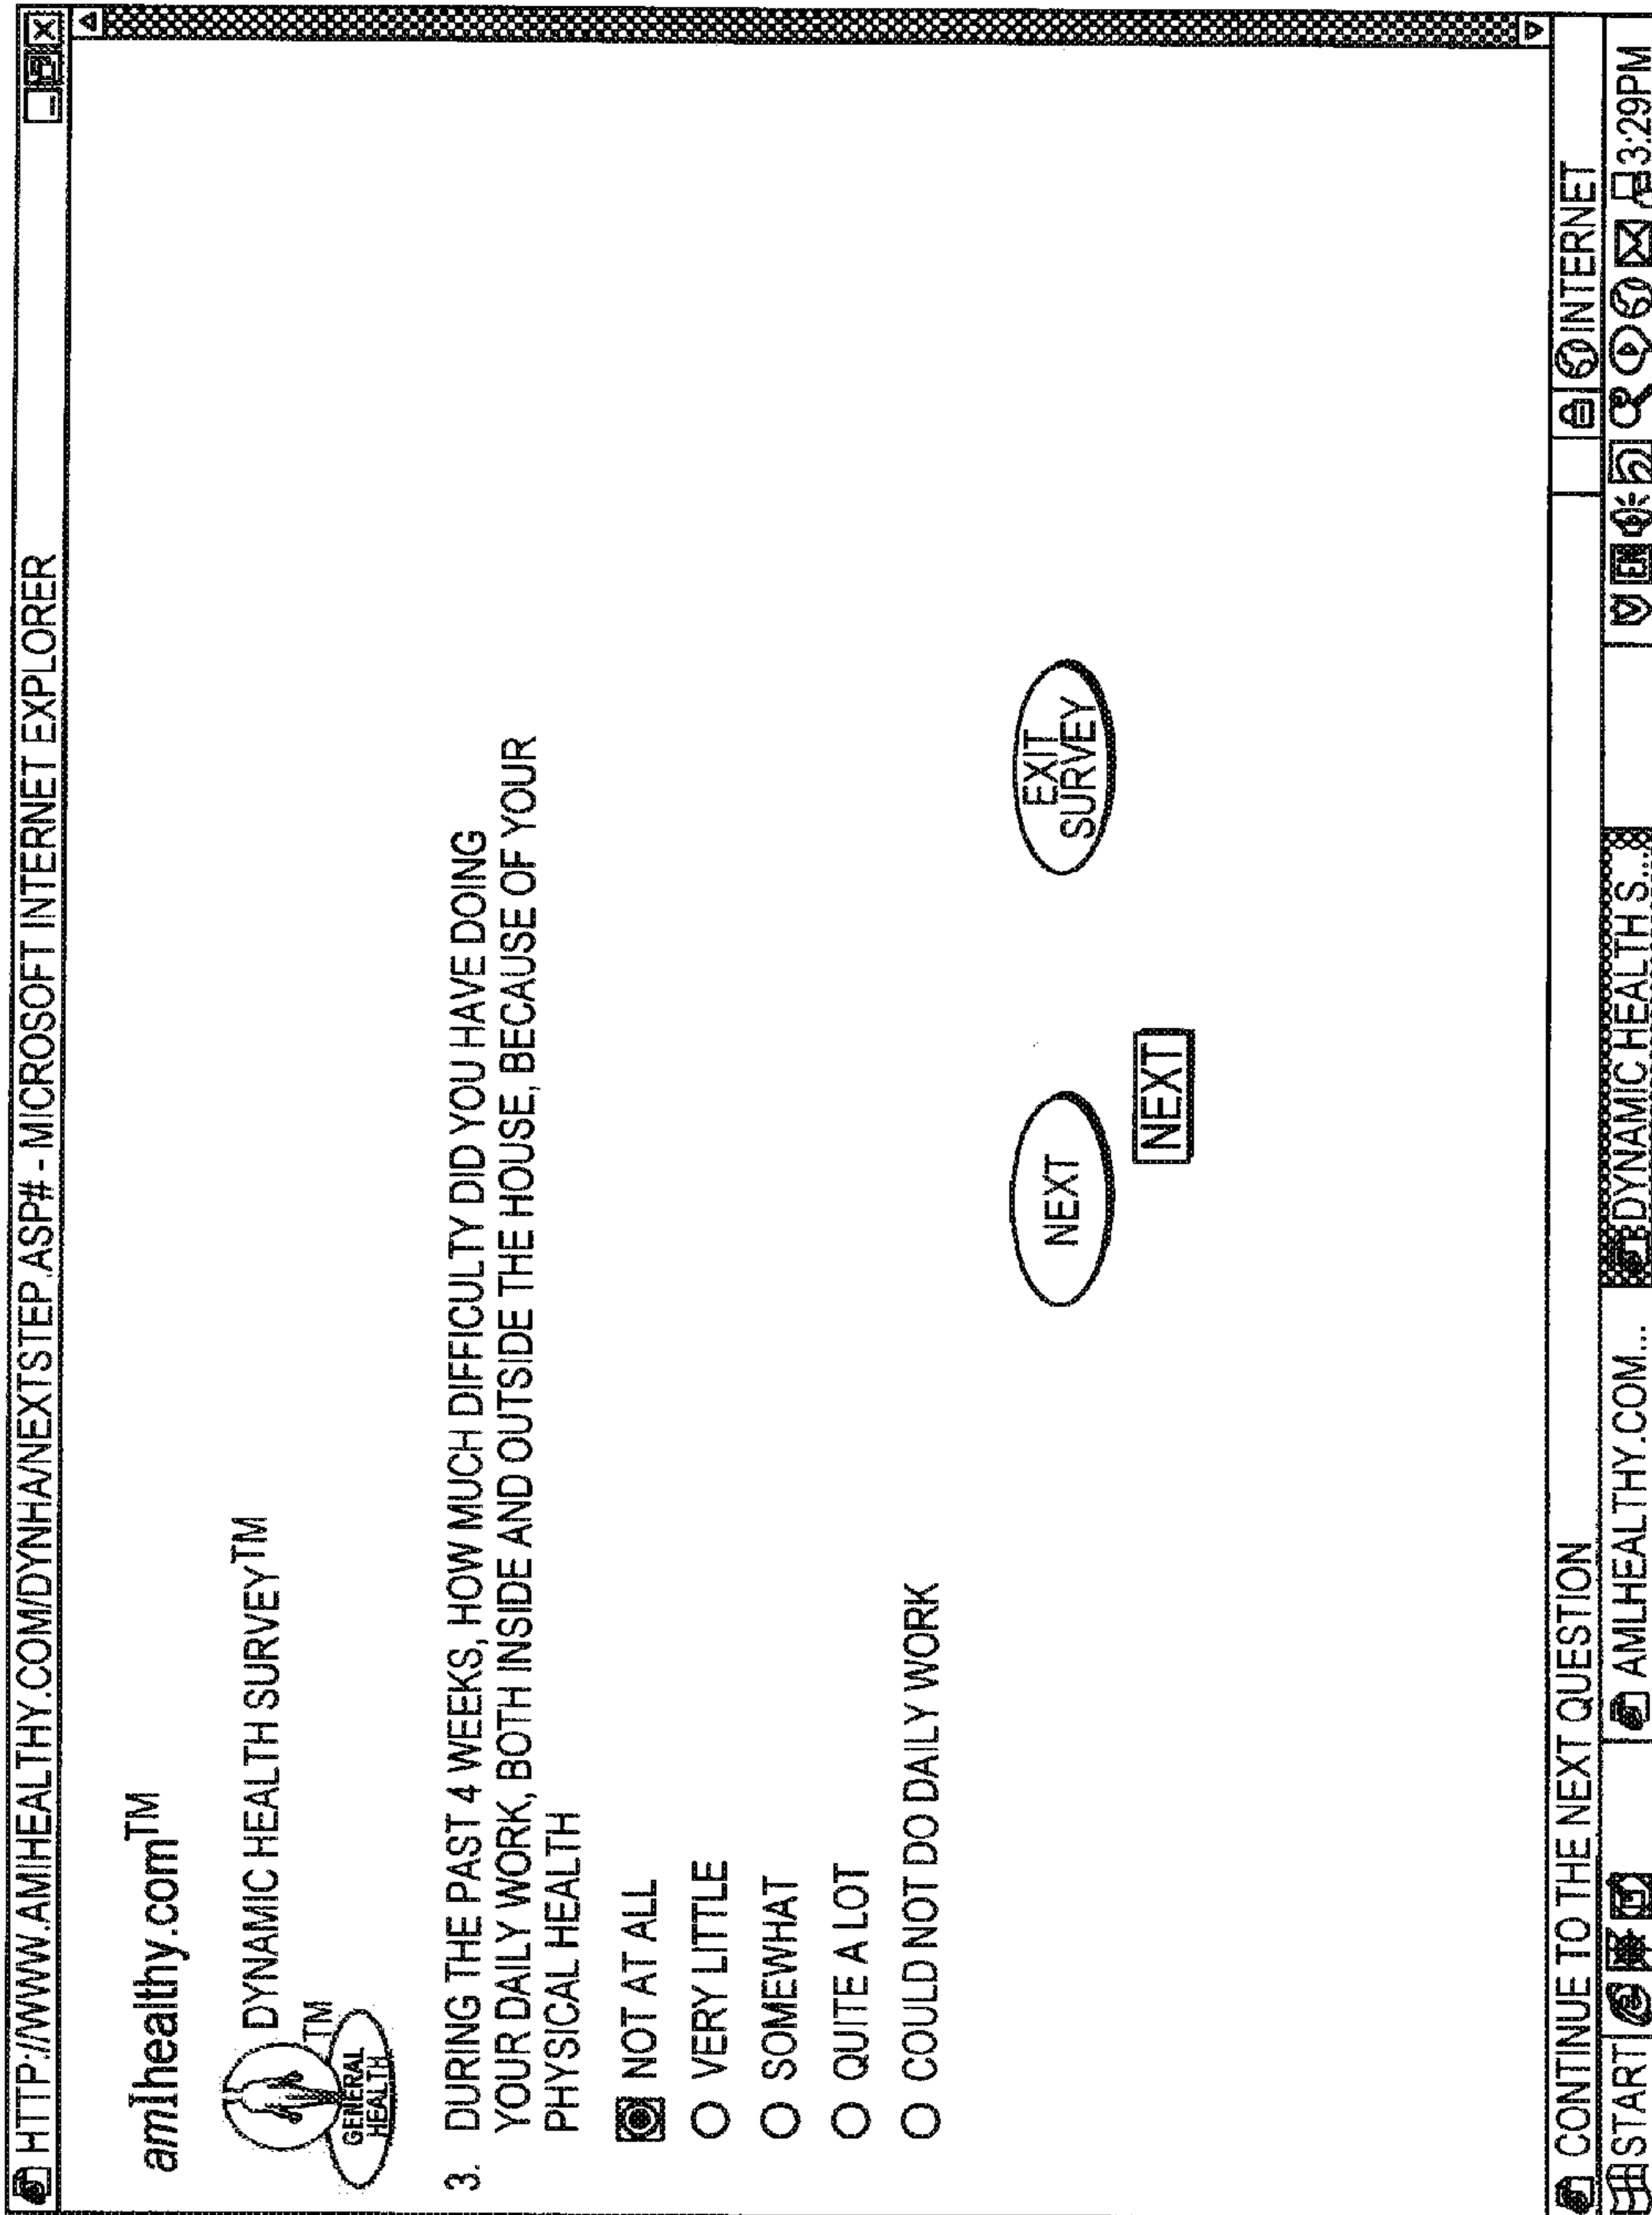 HTTP://WWW.AMIHEALTHY.COM/DYNHA/NEXTSTEP.ASP# - MICROSOFT INTERNET EXPLORER
amIhealthy.com™
DYNAMIC HEALTH SURVEY™
TM
GENERAL
HEALTH
3. DURING THE PAST 4 WEEKS, HOW MUCH DIFFICULTY DID YOU HAVE DOING
YOUR DAILY WORK, BOTH INSIDE AND OUTSIDE THE HOUSE, BECAUSE OF YOUR
PHYSICAL HEALTH
NOT AT ALL
VERY LITTLE
SOMEWHAT
QUITE A LOT
COULD NOT DO DAILY WORK
NEXT
EXIT
SURVEY
NEXT
CONTINUE TO THE NEXT QUESTION
INTERNET
START
AMLHEALTHY.COM...
DYNAMIC HEALTH S...
EN
3:29PM